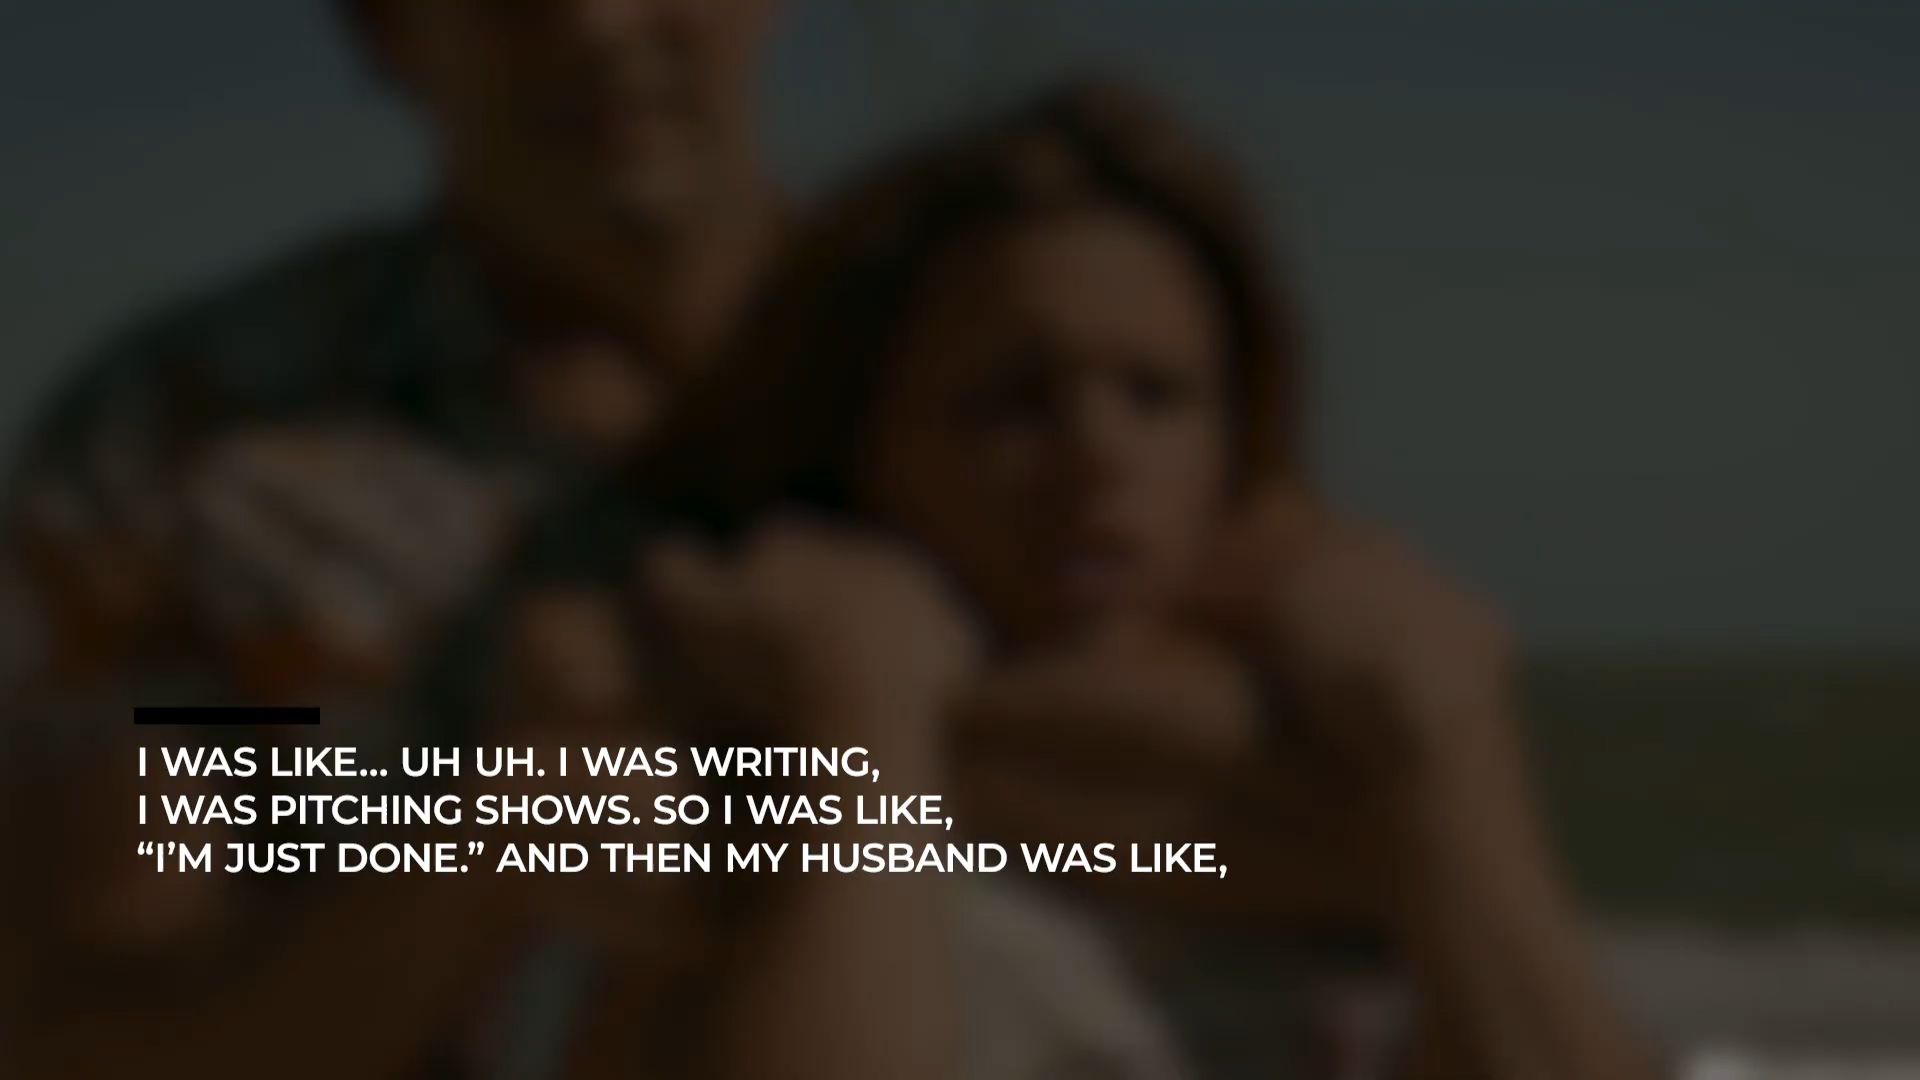 I WAS LIKE... UH UH. I WAS WRITING,
I WAS PITCHING SHOWS. SO I WAS LIKE,
“I’M JUST DONE.” AND THEN MY HUSBAND WAS LIKE,